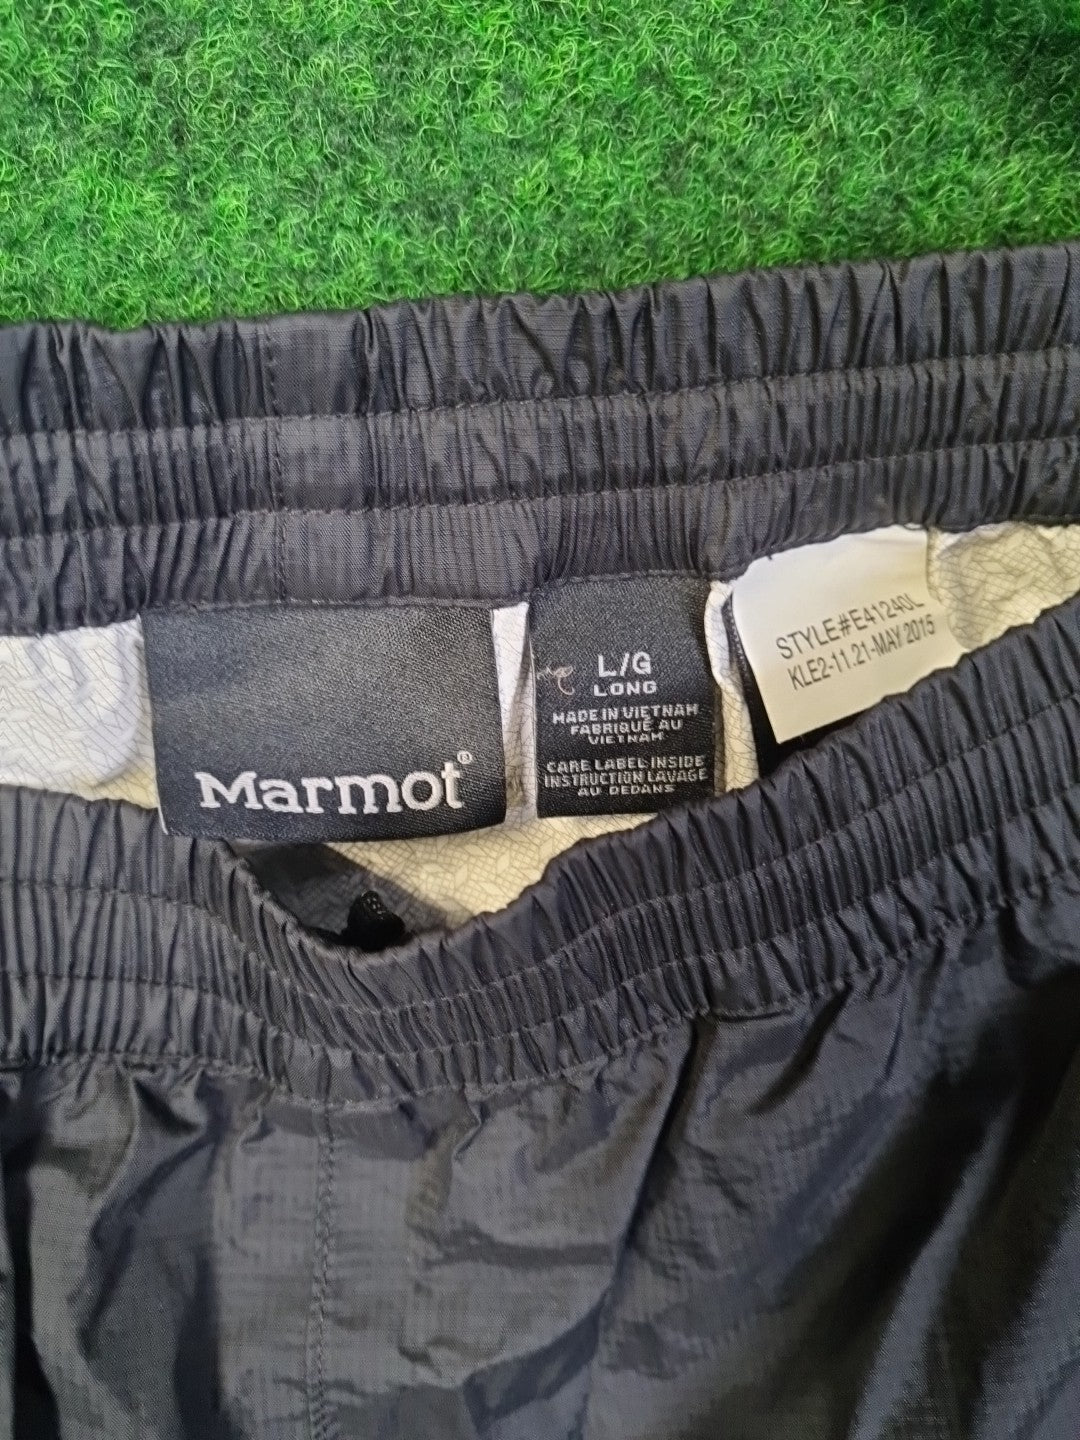 Marmot®
L/G
LONG
MADE IN VIETNAM
FABRIQUÉ AU
VIETNAM
CARE LABEL INSIDE
INSTRUCTION LAVAGE
AU DEDANS
STYLE#E41240L
KLE2-11.21-MAY 2015